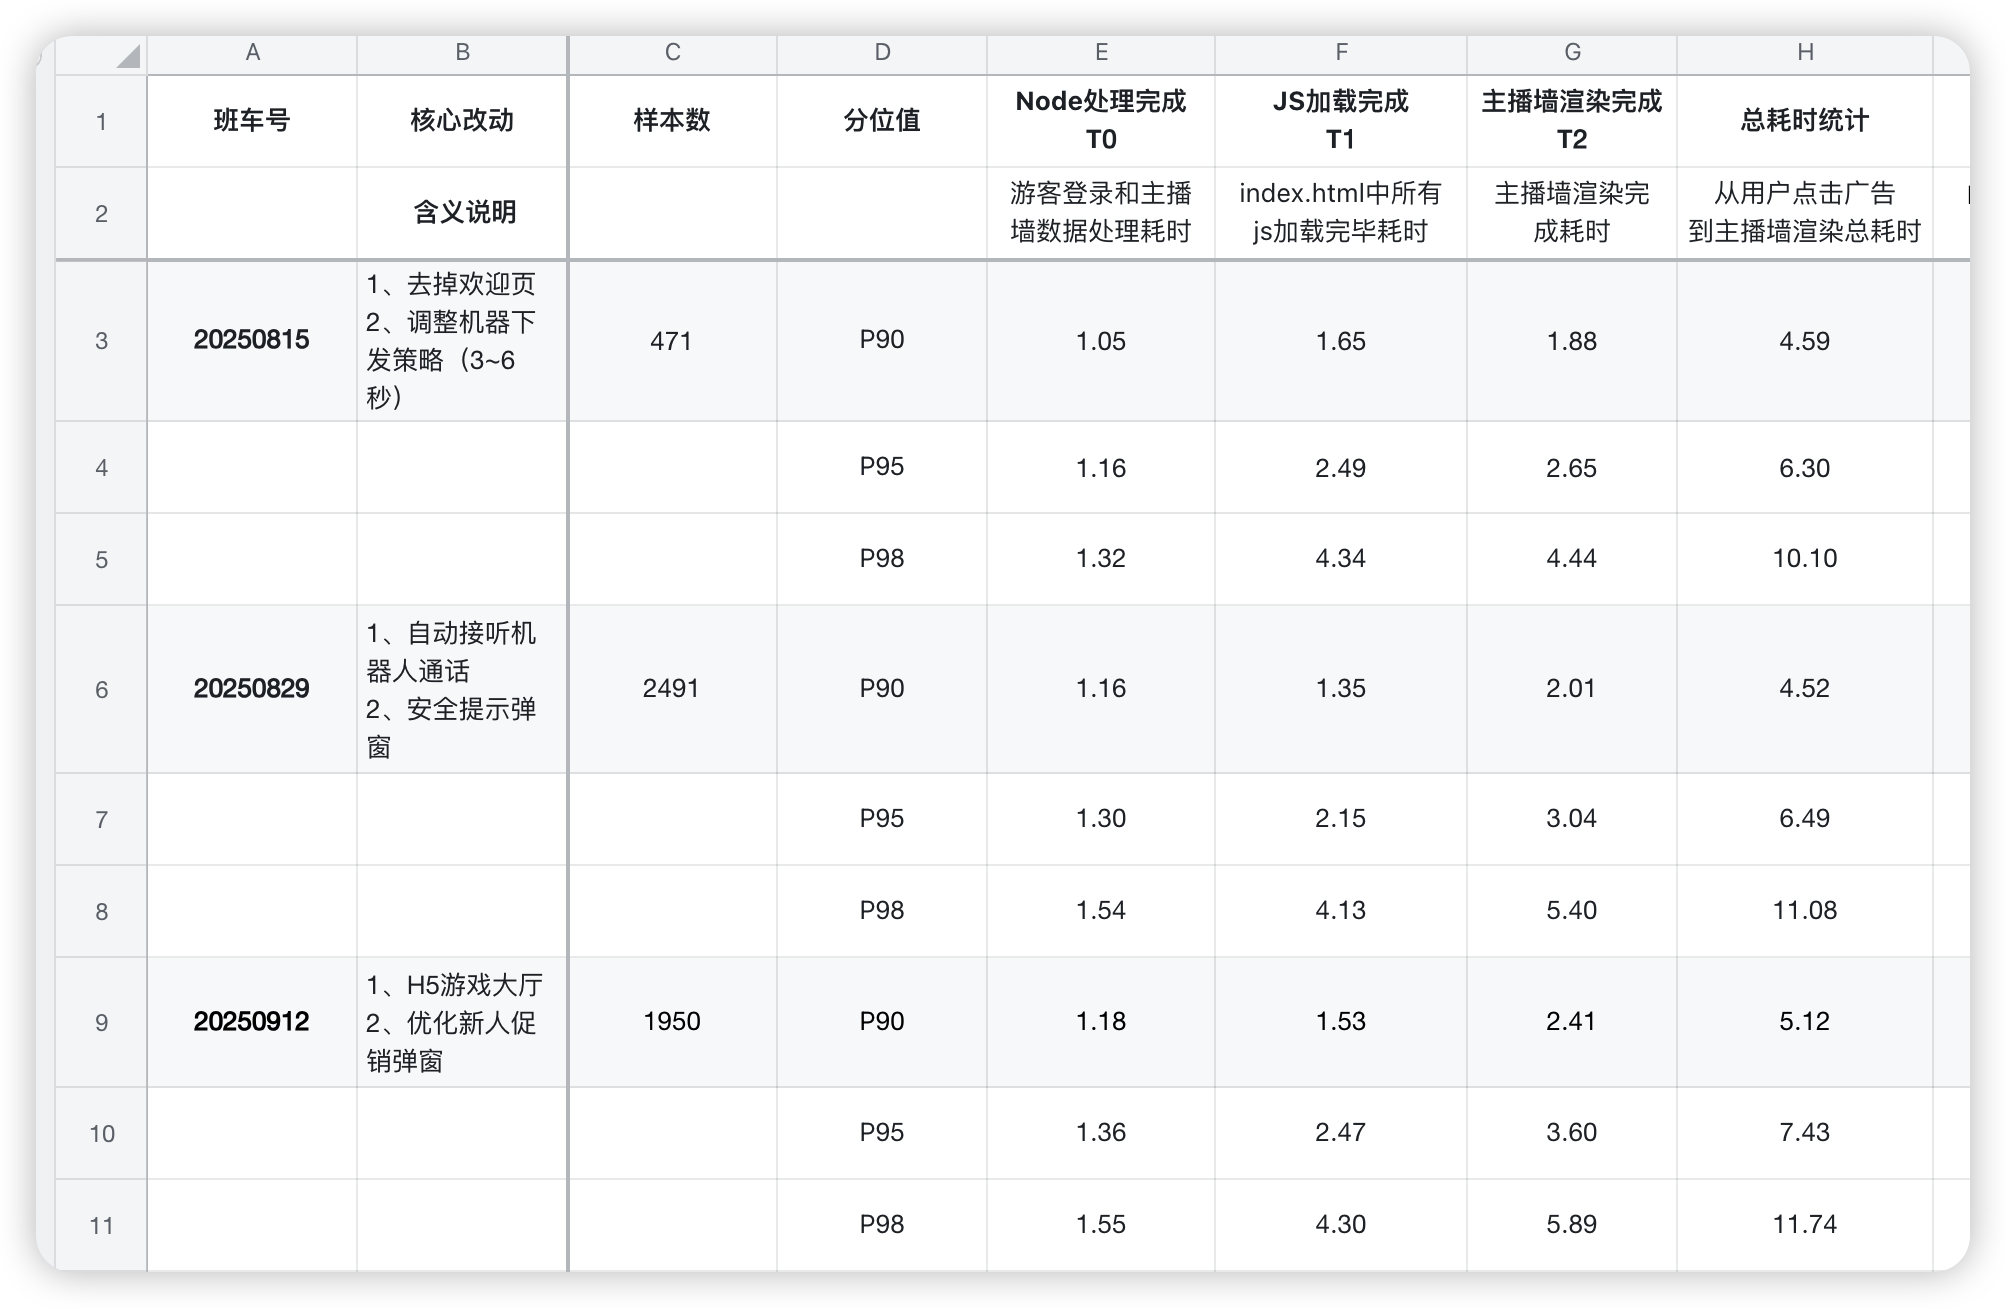 A B C D E F G H
1 班车号 核心改动 样本数 分位值 Node处理完成 JS加载完成 主播墙渲染完成 总耗时统计
T0 T1 T2
2 含义说明 游客登录和主播 index.html中所有 主播墙渲染完 从用户点击广告
墙数据处理耗时 js加载完毕耗时 成耗时 到主播墙渲染总耗时
3 20250815 1、去掉欢迎页 471 P90 1.05 1.65 1.88 4.59
2、调整机器下
发策略（3~6
秒）
4 P95 1.16 2.49 2.65 6.30
5 P98 1.32 4.34 4.44 10.10
6 20250829 1、自动接听机 2491 P90 1.16 1.35 2.01 4.52
器人通话
2、安全提示弹
窗
7 P95 1.30 2.15 3.04 6.49
8 P98 1.54 4.13 5.40 11.08
9 20250912 1、H5游戏大厅 1950 P90 1.18 1.53 2.41 5.12
2、优化新人促
销弹窗
10 P95 1.36 2.47 3.60 7.43
11 P98 1.55 4.30 5.89 11.74